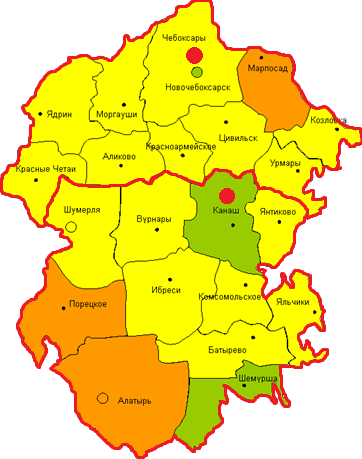 Чебоксары
Марпосад
Новочебоксарск
Ядрин
Моргауши
Козловка
Цивильск
Красноармейское
Аликово
Урмары
Красные Четаи
Шумерля
Канаш
Янтиково
Вурнары
Ибреси
Комсомольское
Порецкое
Яльчики
Батырево
Шемурша
Алатырь